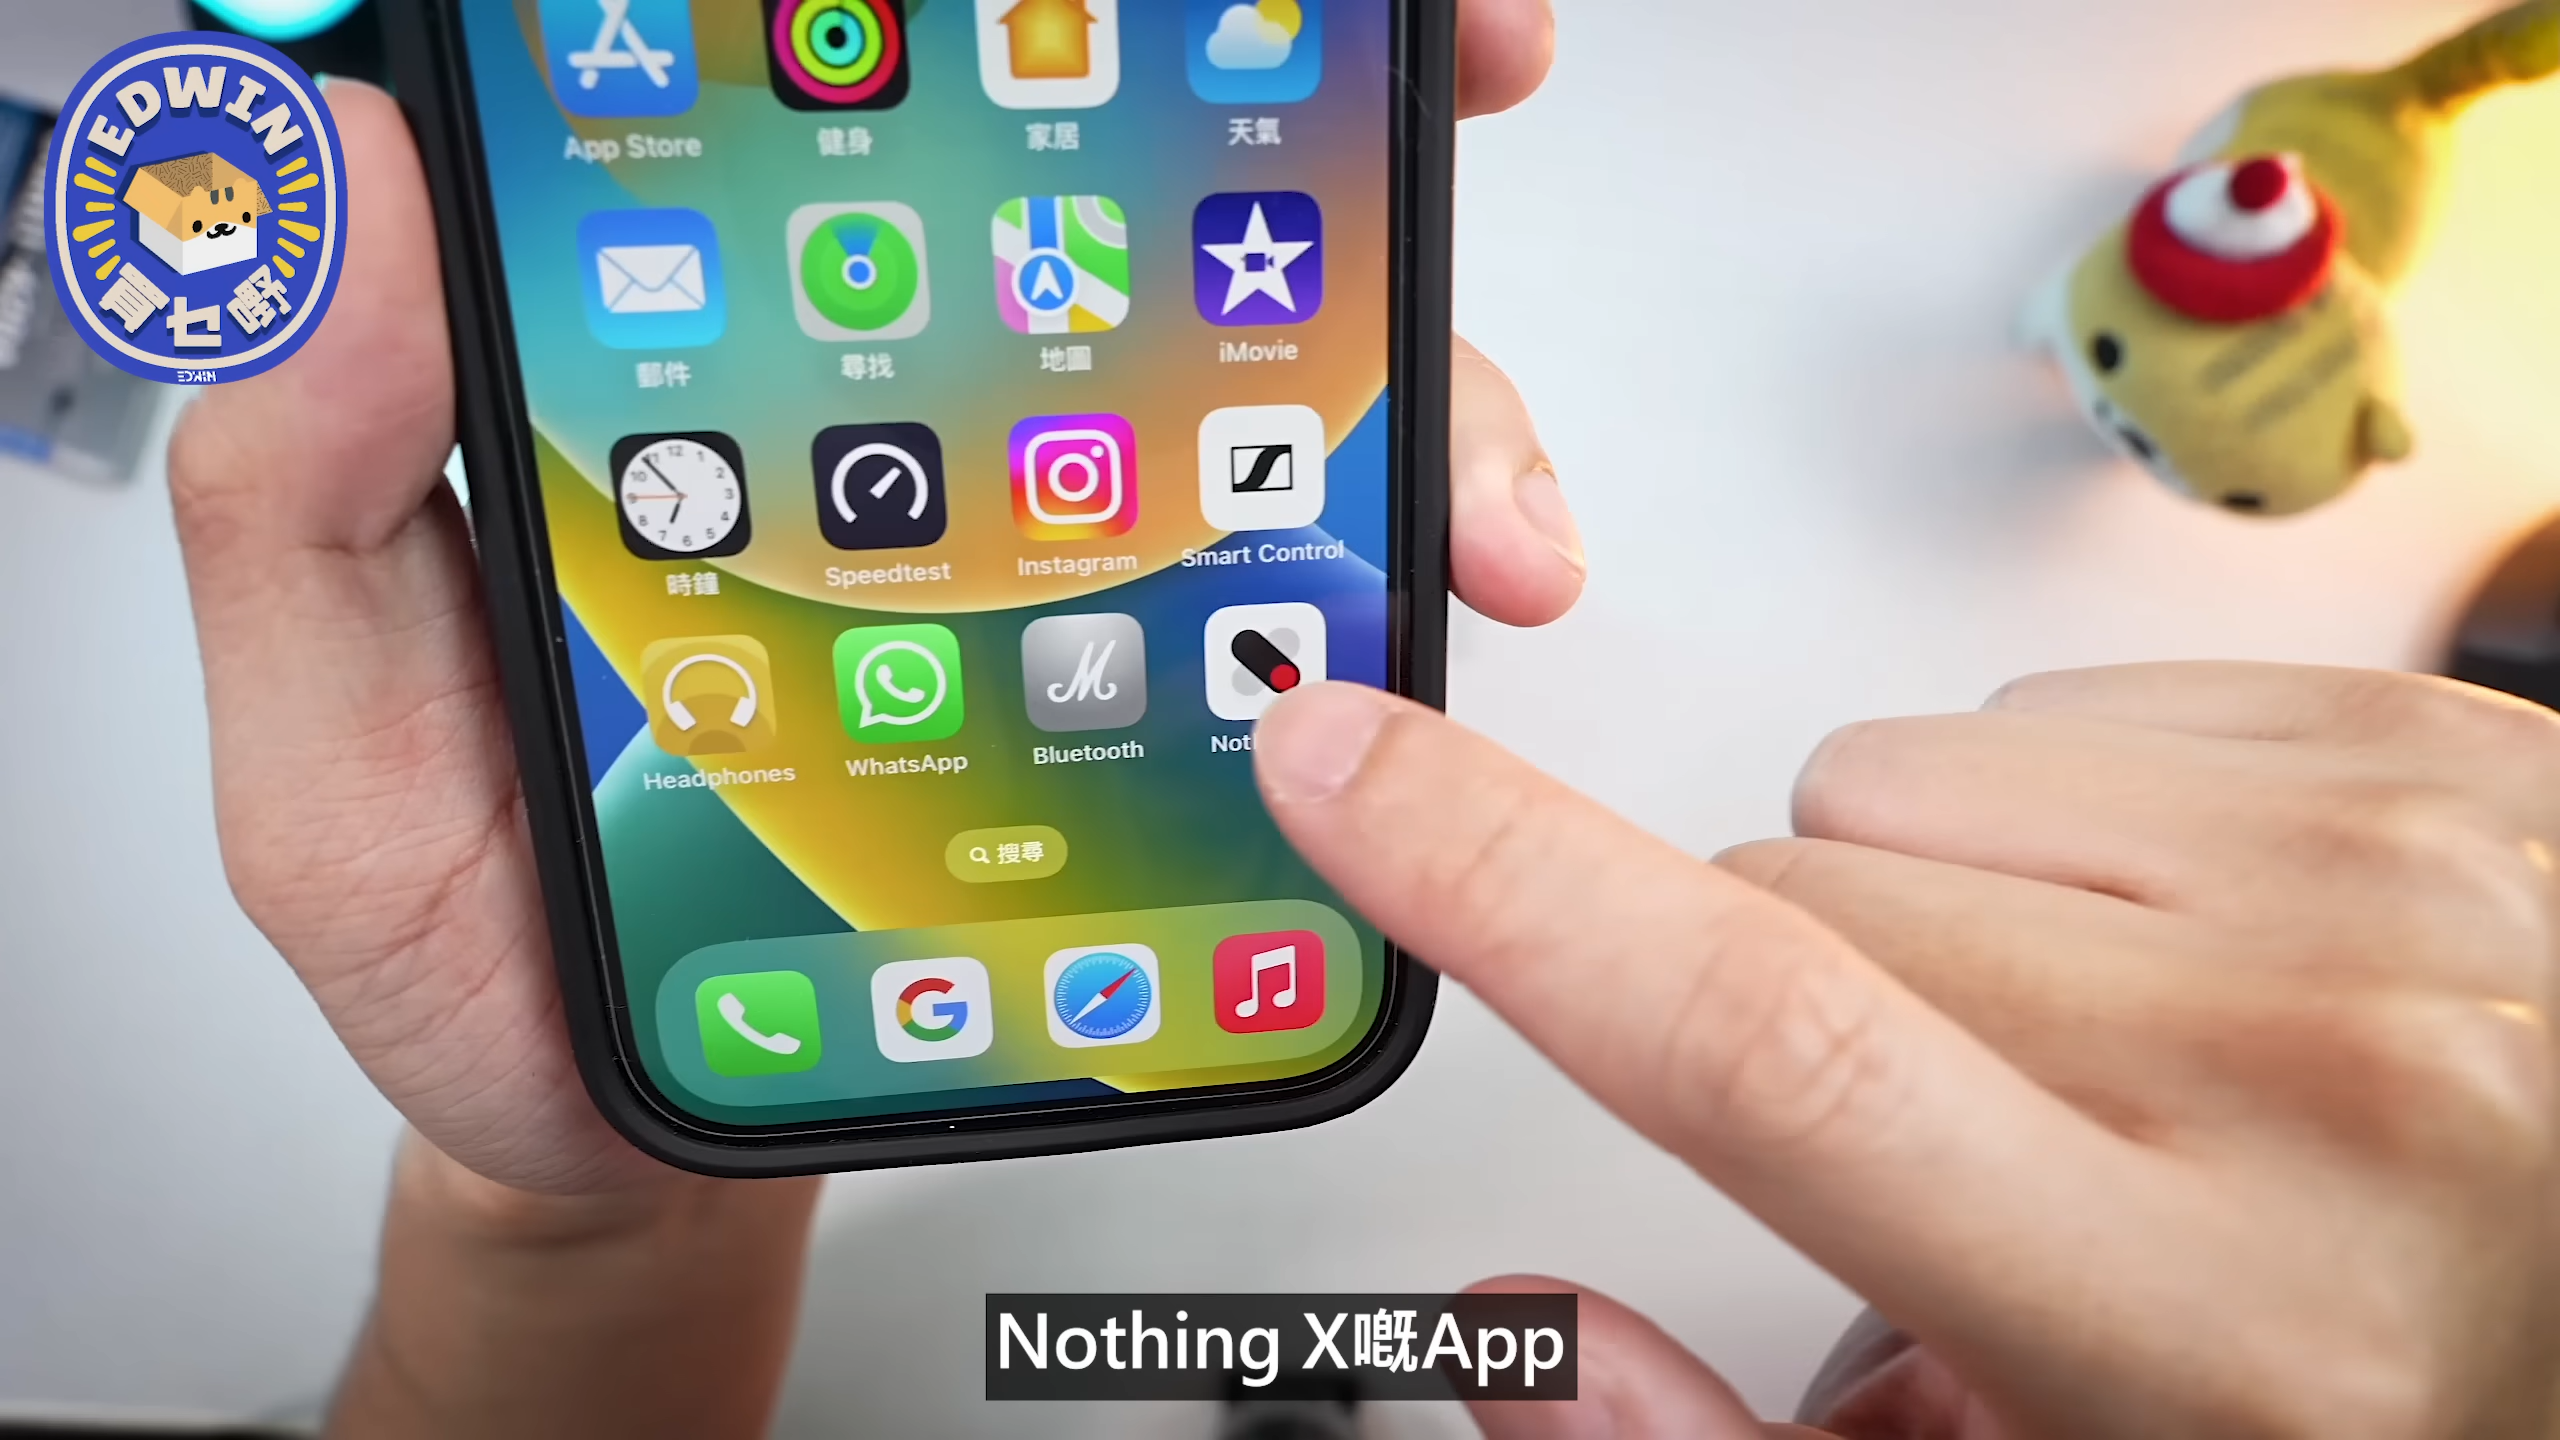 EDWIN
買乜嘢
EDWIN
App Store
健身
家居
天氣
郵件
尋找
地圖
iMovie
時鐘
Speedtest
Instagram
Smart Control
Headphones
WhatsApp
Bluetooth
搜尋
Nothing X嘅App